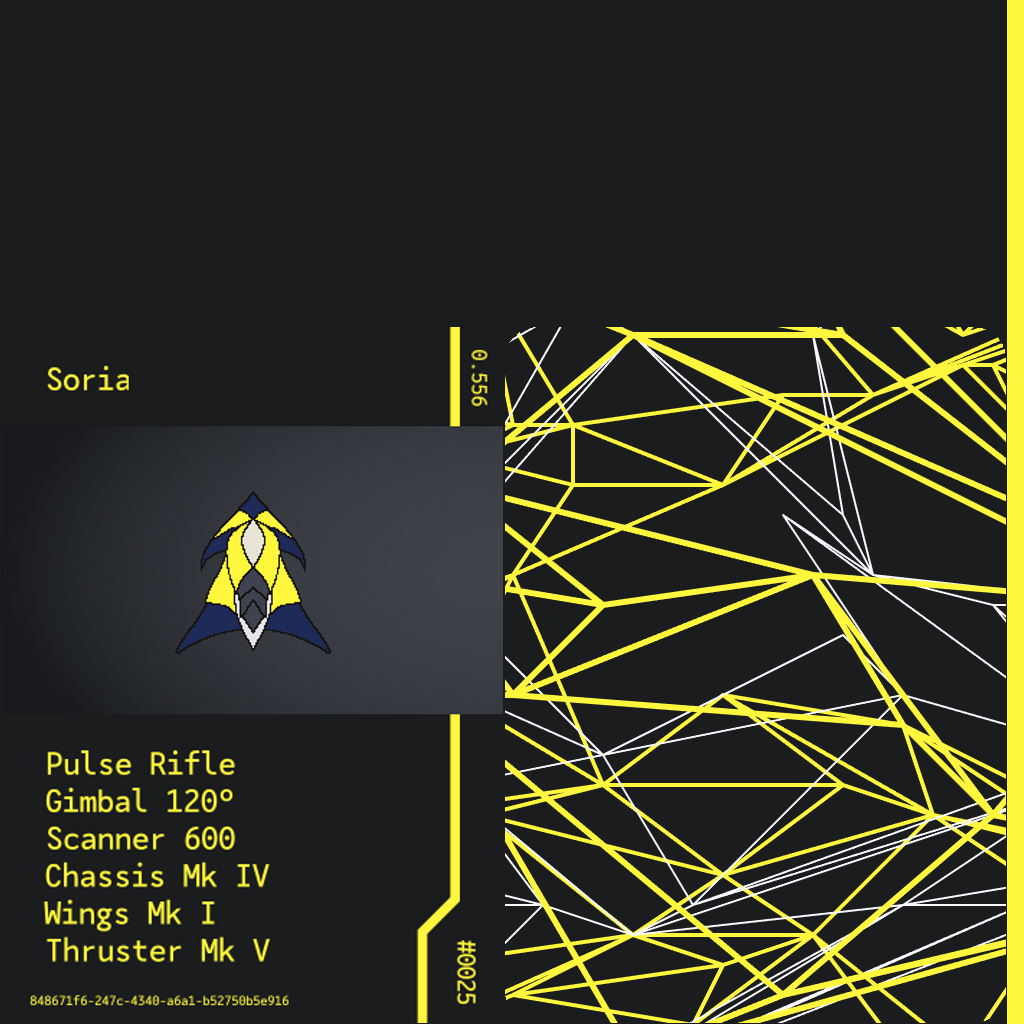 Soria
0.556
Pulse Rifle
Gimbal 120º
Scanner 600
Chassis Mk IV
Wings Mk I
Thruster Mk V
#0025
848671f6-247c-4340-a6a1-b52750b5e916